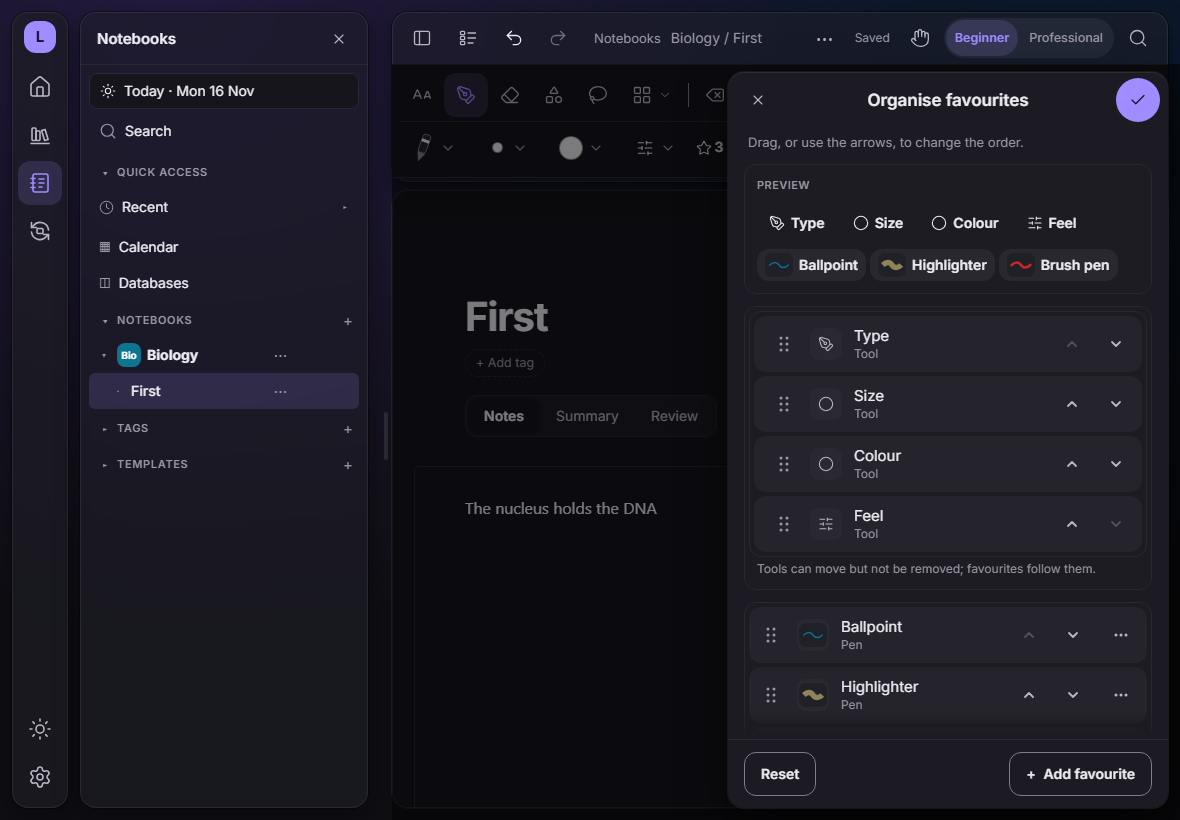 L
Notebooks
Today · Mon 16 Nov
Search
QUICK ACCESS
Recent
Calendar
Databases
NOTEBOOKS
Bio Biology
First
TAGS
TEMPLATES
Notebooks Biology / First
Saved
Beginner Professional
AA
3
First
+ Add tag
Notes Summary Review
The nucleus holds the DNA
Organise favourites
Drag, or use the arrows, to change the order.
PREVIEW
Type Size Colour Feel
Ballpoint Highlighter Brush pen
Type
Tool
Size
Tool
Colour
Tool
Feel
Tool
Tools can move but not be removed; favourites follow them.
Ballpoint
Pen
Highlighter
Pen
Reset
+ Add favourite